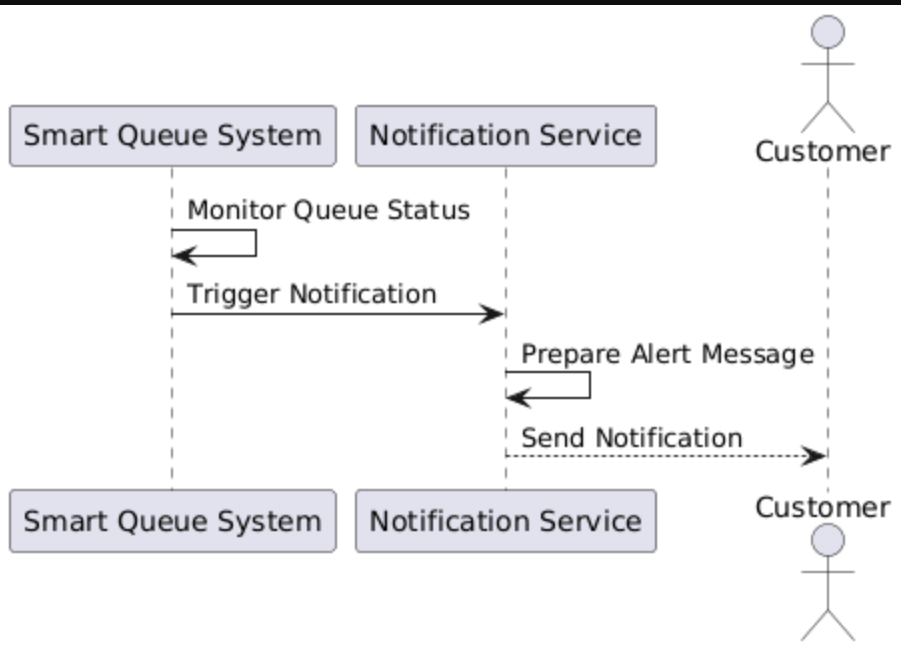 Customer
Smart Queue System
Notification Service
Monitor Queue Status
Trigger Notification
Prepare Alert Message
Send Notification
Smart Queue System
Notification Service
Customer